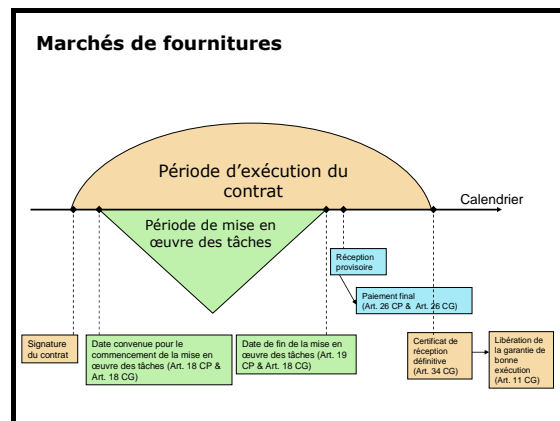 Marchés de fournitures
Période d'exécution du
contrat
Calendrier
Période de mise en
œuvre des tâches
Réception
provisoire
Paiement final
(Art. 26 CP & Art. 26 CG)
Signature
du contrat
Date convenue pour le
commencement de la mise en
œuvre des tâches (Art. 18 CP &
Art. 18 CG)
Date de fin de la mise en
œuvre des tâches (Art. 19
CP & Art. 18 CG)
Certificat de
réception
définitive
(Art. 34 CG)
Libération de
la garantie de
bonne
exécution
(Art. 11 CG)